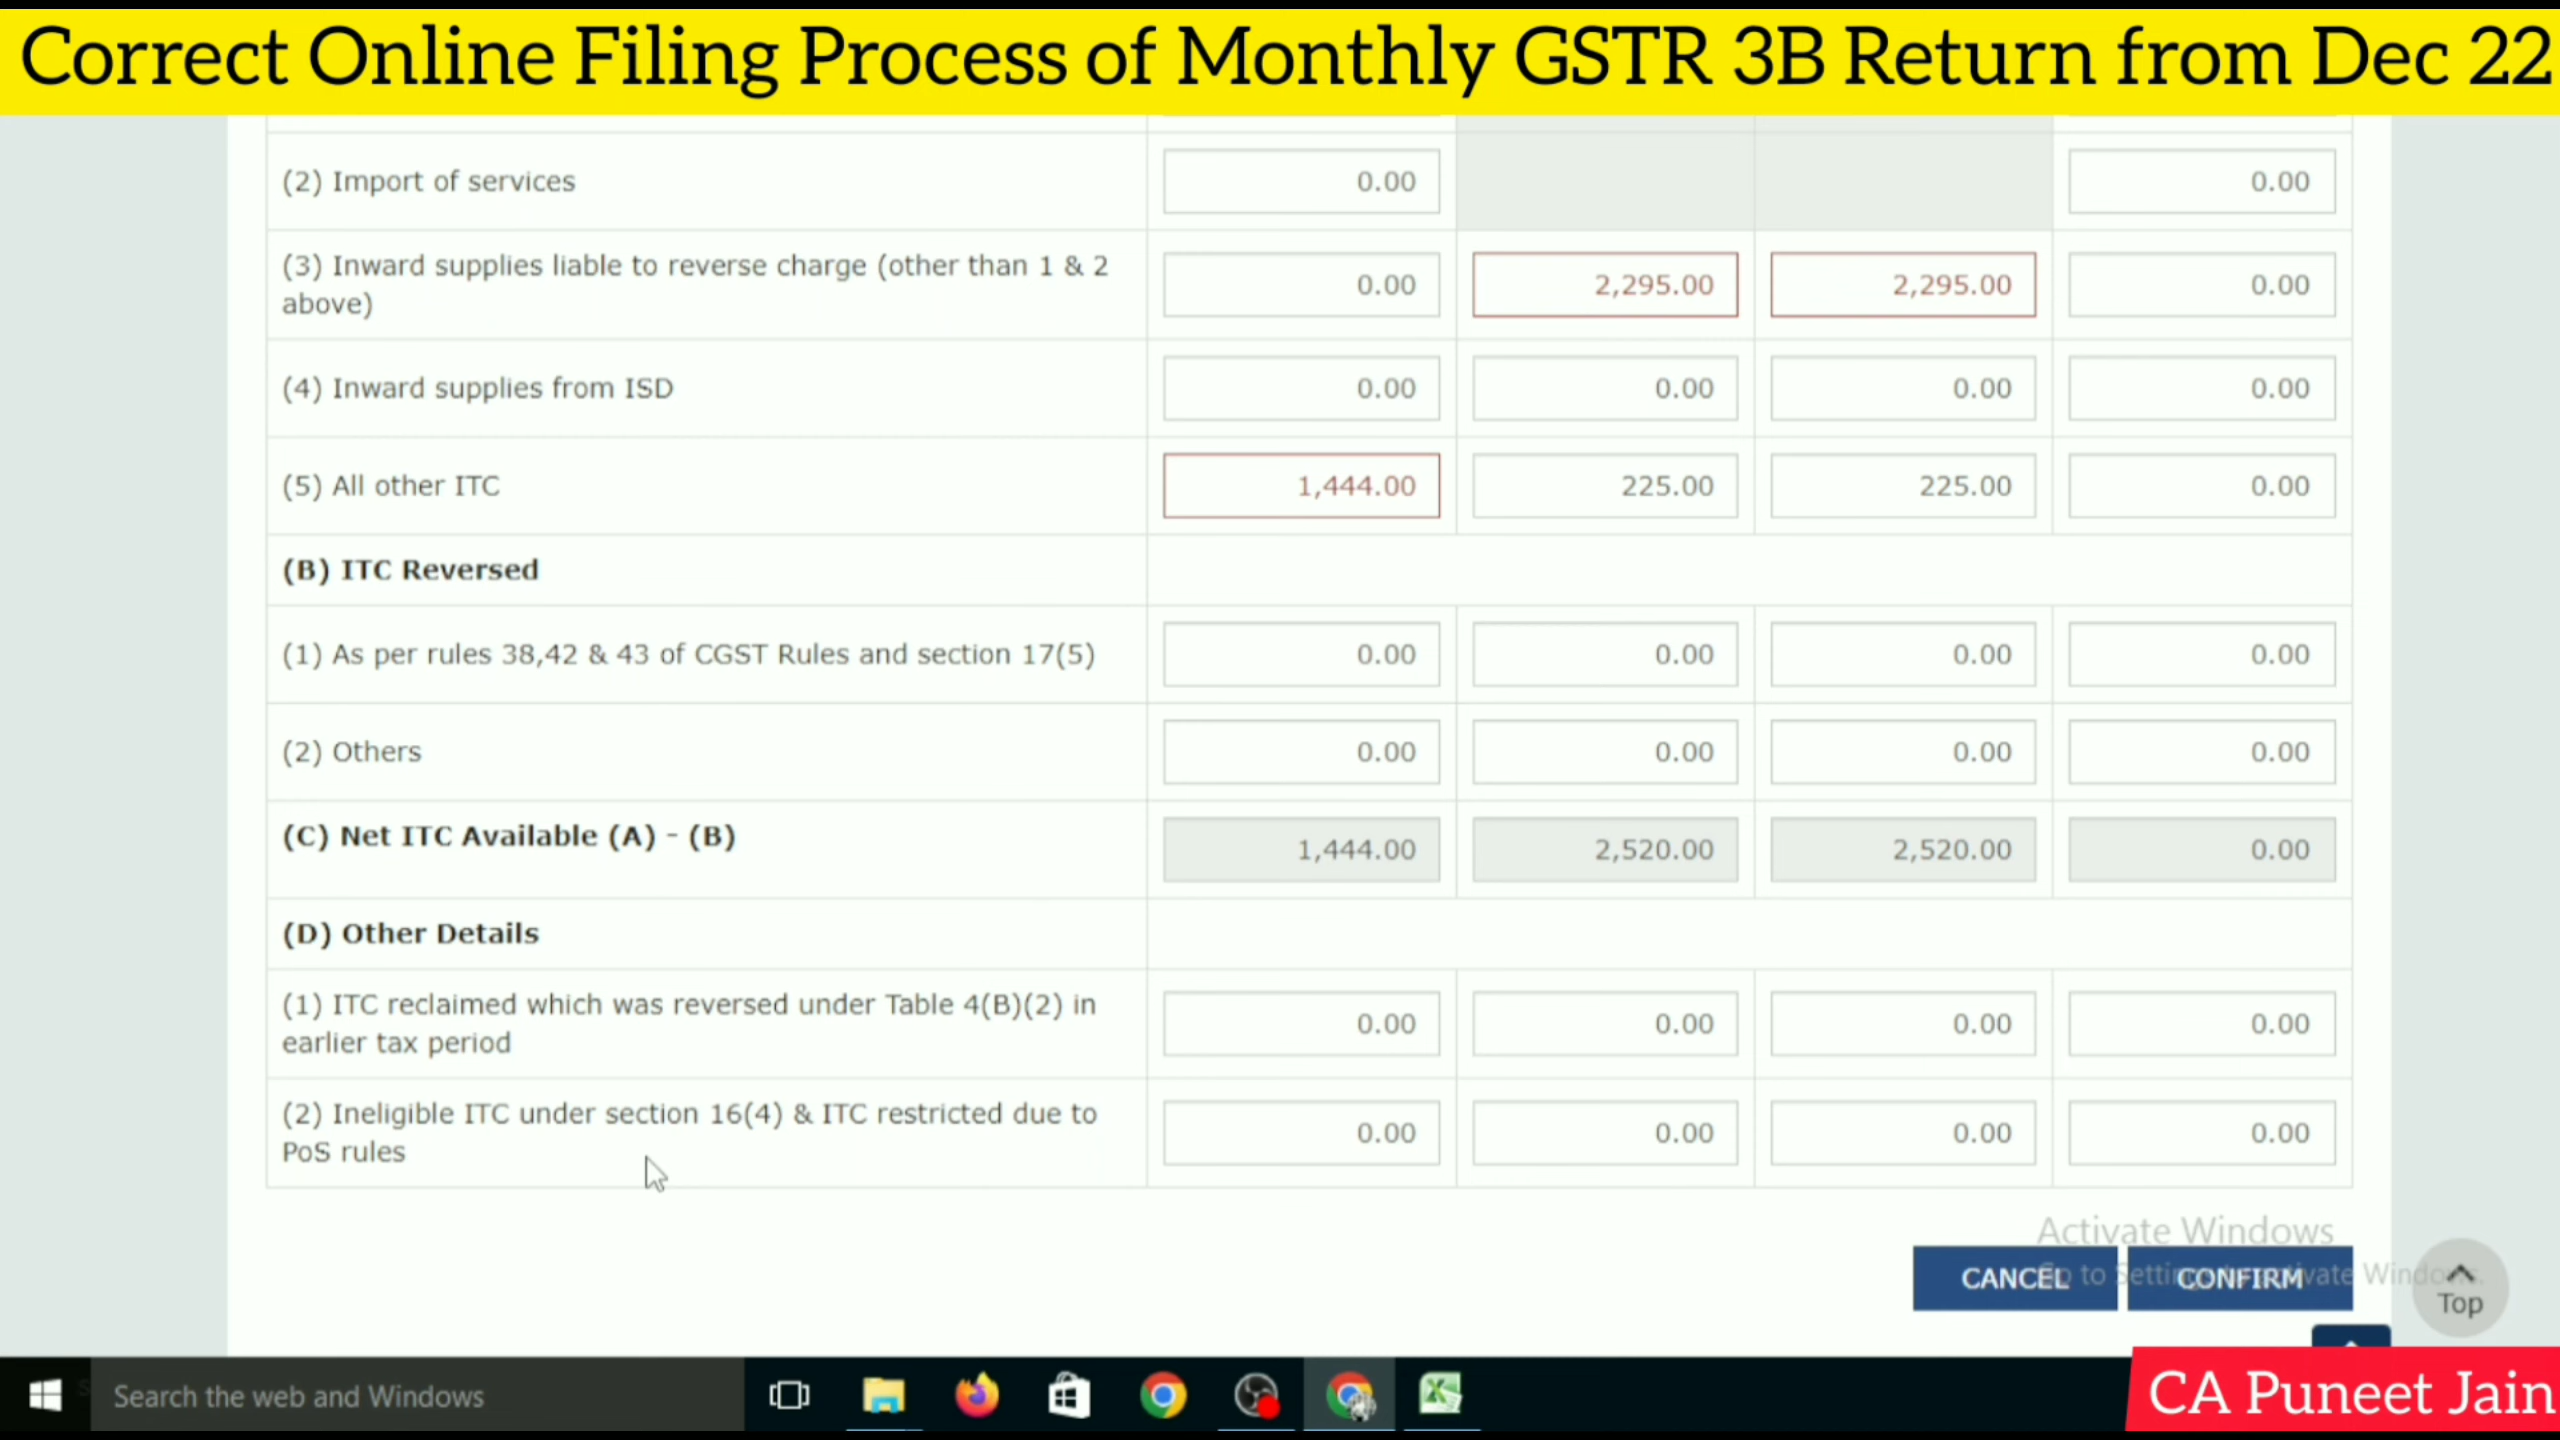 Correct Online Filing Process of Monthly GSTR 3B Return from Dec 22
(2) Import of services 0.00 0.00
(3) Inward supplies liable to reverse charge (other than 1 & 2
above) 0.00 2,295.00 2,295.00 0.00
(4) Inward supplies from ISD 0.00 0.00 0.00 0.00
(5) All other ITC 1,444.00 225.00 225.00 0.00
(B) ITC Reversed
(1) As per rules 38,42 & 43 of CGST Rules and section 17(5) 0.00 0.00 0.00 0.00
(2) Others 0.00 0.00 0.00 0.00
(C) Net ITC Available (A) - (B) 1,444.00 2,520.00 2,520.00 0.00
(D) Other Details
(1) ITC reclaimed which was reversed under Table 4(B)(2) in
earlier tax period 0.00 0.00 0.00 0.00
(2) Ineligible ITC under section 16(4) & ITC restricted due to
PoS rules 0.00 0.00 0.00 0.00
Activate Windows
CANCEL CONFIRM
Top
Search the web and Windows
CA Puneet Jain